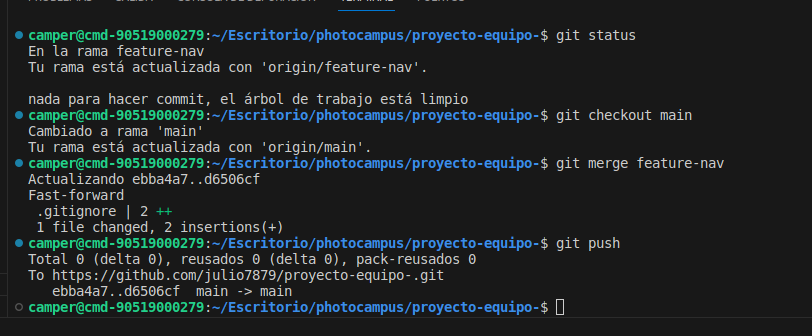 camper@cmd-90519000279:~/Escritorio/photocampus/proyecto-equipo-$ git status
En la rama feature-nav
Tu rama está actualizada con 'origin/feature-nav'.
nada para hacer commit, el árbol de trabajo está limpio
camper@cmd-90519000279:~/Escritorio/photocampus/proyecto-equipo-$ git checkout main
Cambiado a rama 'main'
Tu rama está actualizada con 'origin/main'.
camper@cmd-90519000279:~/Escritorio/photocampus/proyecto-equipo-$ git merge feature-nav
Actualizando ebba4a7..d6506cf
Fast-forward
 .gitignore | 2 ++
 1 file changed, 2 insertions(+)
camper@cmd-90519000279:~/Escritorio/photocampus/proyecto-equipo-$ git push
Total 0 (delta 0), reusados 0 (delta 0), pack-reusados 0
To https://github.com/julio7879/proyecto-equipo-.git
   ebba4a7..d6506cf  main -> main
camper@cmd-90519000279:~/Escritorio/photocampus/proyecto-equipo-$